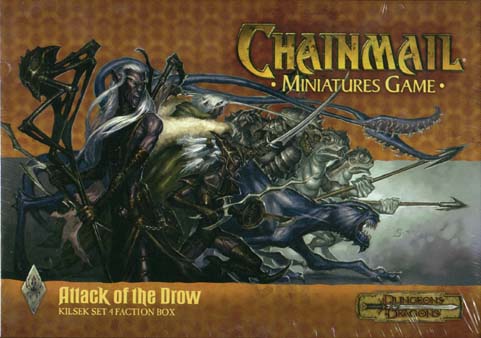 CHAINMAIL
• MINIATURES GAME •
Attack of the Drow
KILSEK SET 4 FACTION BOX
DUNGEONS
DRAGONS